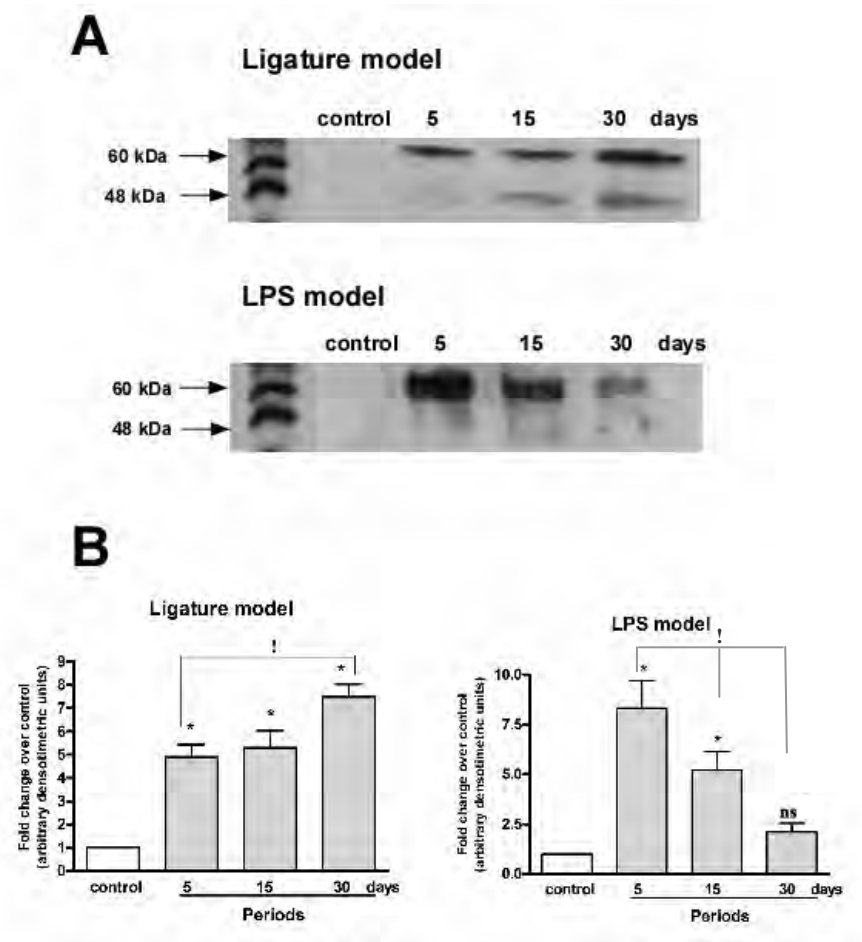 A
Ligature model
control 5 15 30 days
60 kDa
48 kDa
LPS model
control 5 15 30 days
60 kDa
48 kDa
B
Ligature model
!
Fold change over control
(arbitrary densotimetric units)
9
8
7
6
5
4
3
2
1
0
* * *
control 5 15 30 days
Periods
LPS model
!
Fold change over control
(arbitrary densotimetric units)
10.0
7.5
5.0
2.5
0.0
* * ns
control 5 15 30 days
Periods